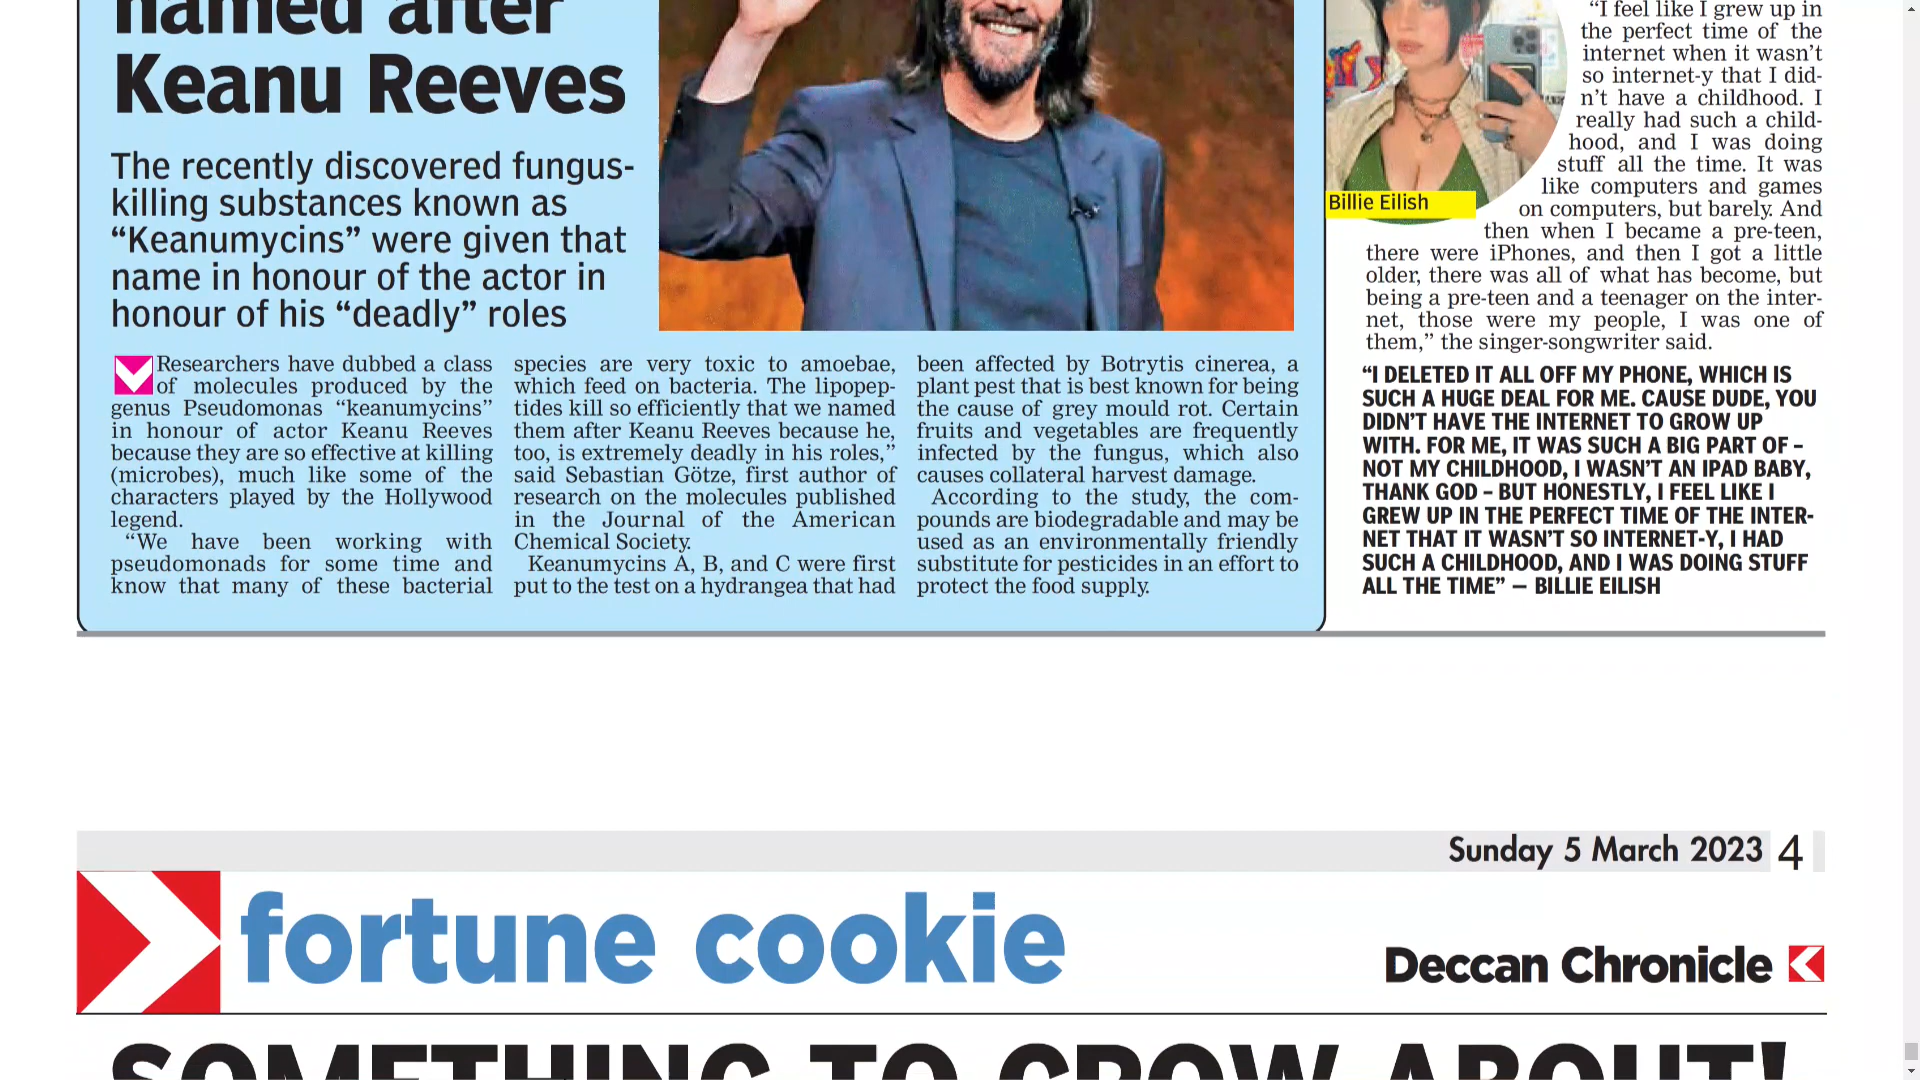 named after
Keanu Reeves
The recently discovered fungus-
killing substances known as
“Keanumycins” were given that
name in honour of the actor in
honour of his “deadly” roles
Researchers have dubbed a class
of molecules produced by the
genus Pseudomonas “keanumycins”
in honour of actor Keanu Reeves
because they are so effective at killing
(microbes), much like some of the
characters played by the Hollywood
legend.
“We have been working with
pseudomonads for some time and
know that many of these bacterial
species are very toxic to amoebae,
which feed on bacteria. The lipopep-
tides kill so efficiently that we named
them after Keanu Reeves because he,
too, is extremely deadly in his roles,”
said Sebastian Götze, first author of
research on the molecules published
in the Journal of the American
Chemical Society.
Keanumycins A, B, and C were first
put to the test on a hydrangea that had
been affected by Botrytis cinerea, a
plant pest that is best known for being
the cause of grey mould rot. Certain
fruits and vegetables are frequently
infected by the fungus, which also
causes collateral harvest damage.
According to the study, the com-
pounds are biodegradable and may be
used as an environmentally friendly
substitute for pesticides in an effort to
protect the food supply.
Billie Eilish
“I feel like I grew up in
the perfect time of the
internet when it wasn’t
so internet-y that I did-
n’t have a childhood. I
really had such a child-
hood, and I was doing
stuff all the time. It was
like computers and games
on computers, but barely. And
then when I became a pre-teen,
there were iPhones, and then I got a little
older, there was all of what has become, but
being a pre-teen and a teenager on the inter-
net, those were my people, I was one of
them,” the singer-songwriter said.
“I DELETED IT ALL OFF MY PHONE, WHICH IS
SUCH A HUGE DEAL FOR ME. CAUSE DUDE, YOU
DIDN’T HAVE THE INTERNET TO GROW UP
WITH. FOR ME, IT WAS SUCH A BIG PART OF –
NOT MY CHILDHOOD, I WASN’T AN IPAD BABY,
THANK GOD – BUT HONESTLY, I FEEL LIKE I
GREW UP IN THE PERFECT TIME OF THE INTER-
NET THAT IT WASN’T SO INTERNET-Y, I HAD
SUCH A CHILDHOOD, AND I WAS DOING STUFF
ALL THE TIME” — BILLIE EILISH
Sunday 5 March 2023 4
fortune cookie
Deccan Chronicle
SOMETHING TO CROW ABOUT!